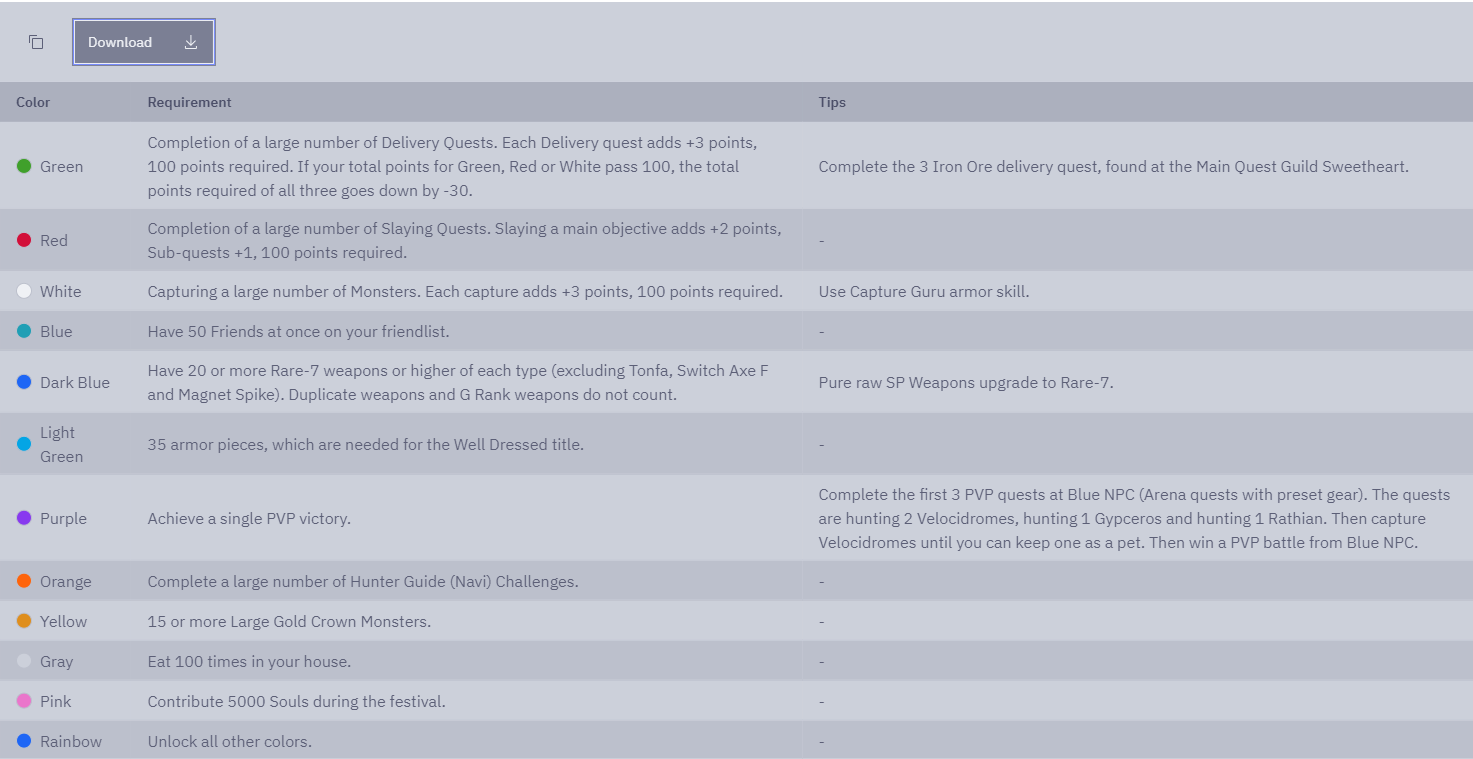 Download
Color Requirement Tips
Completion of a large number of Delivery Quests. Each Delivery quest adds +3 points,
Green 100 points required. If your total points for Green, Red or White pass 100, the total Complete the 3 Iron Ore delivery quest, found at the Main Quest Guild Sweetheart.
points required of all three goes down by -30.
Completion of a large number of Slaying Quests. Slaying a main objective adds +2 points,
Red -
Sub-quests +1, 100 points required.
White Capturing a large number of Monsters. Each capture adds +3 points, 100 points required. Use Capture Guru armor skill.
Blue Have 50 Friends at once on your friendlist. -
Have 20 or more Rare-7 weapons or higher of each type (excluding Tonfa, Switch Axe F
Dark Blue Pure raw SP Weapons upgrade to Rare-7.
and Magnet Spike). Duplicate weapons and G Rank weapons do not count.
Light
35 armor pieces, which are needed for the Well Dressed title. -
Green
Complete the first 3 PVP quests at Blue NPC (Arena quests with preset gear). The quests
Purple Achieve a single PVP victory. are hunting 2 Velocidromes, hunting 1 Gypceros and hunting 1 Rathian. Then capture
Velocidromes until you can keep one as a pet. Then win a PVP battle from Blue NPC.
Orange Complete a large number of Hunter Guide (Navi) Challenges. -
Yellow 15 or more Large Gold Crown Monsters. -
Gray Eat 100 times in your house. -
Pink Contribute 5000 Souls during the festival. -
Rainbow Unlock all other colors. -